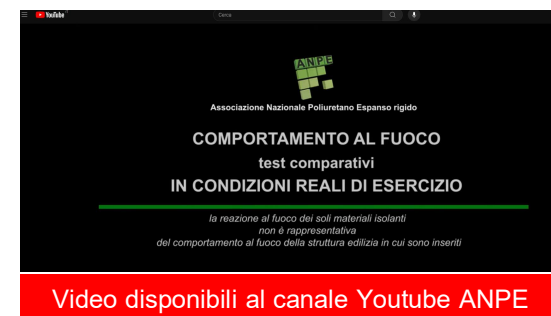 YouTube
Cerca
ANPE
Associazione Nazionale Poliuretano Espanso rigido
COMPORTAMENTO AL FUOCO
test comparativi
IN CONDIZIONI REALI DI ESERCIZIO
la reazione al fuoco dei soli materiali isolanti
non è rappresentativa
del comportamento al fuoco della struttura edilizia in cui sono inseriti
Video disponibili al canale Youtube ANPE